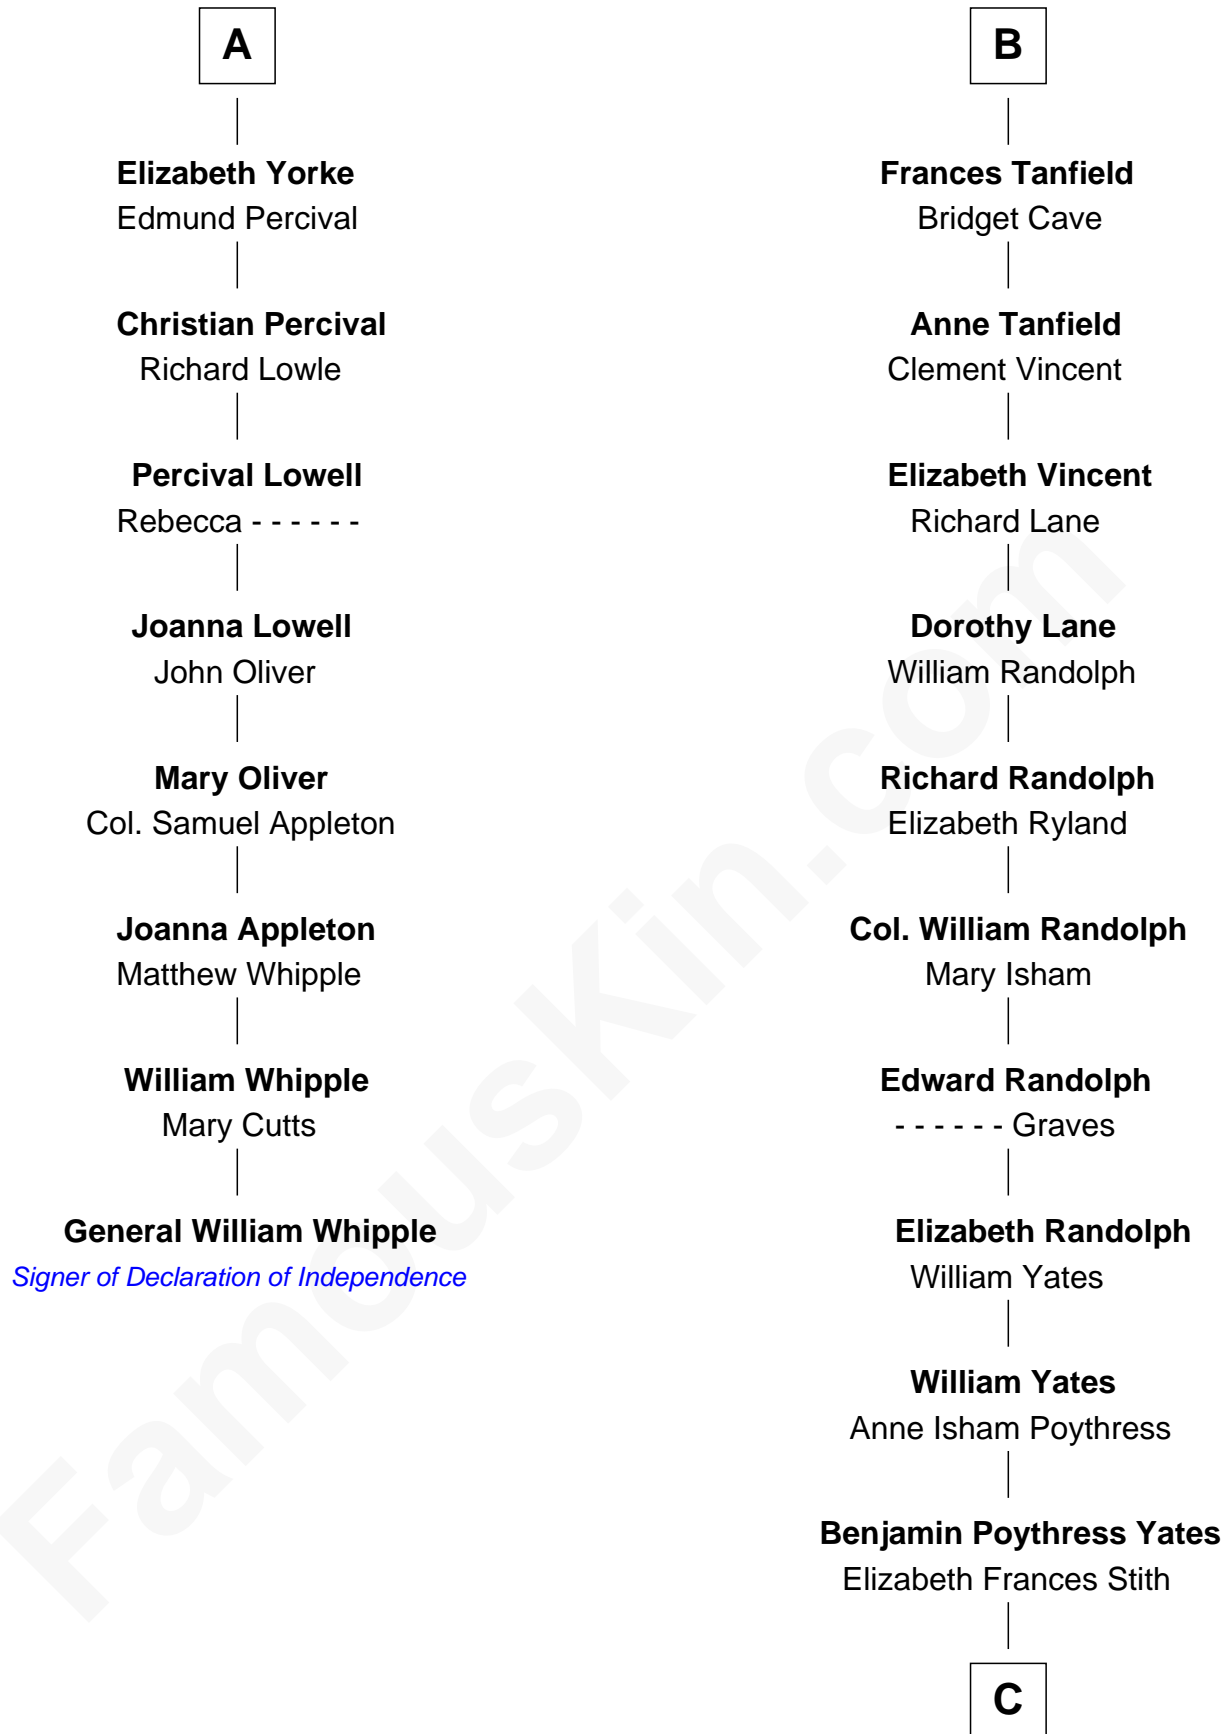 A
Elizabeth Yorke
Edmund Percival
Christian Percival
Richard Lowle
Percival Lowell
Rebecca - - - - - -
Joanna Lowell
John Oliver
Mary Oliver
Col. Samuel Appleton
Joanna Appleton
Matthew Whipple
William Whipple
Mary Cutts
General William Whipple
Signer of Declaration of Independence
B
Frances Tanfield
Bridget Cave
Anne Tanfield
Clement Vincent
Elizabeth Vincent
Richard Lane
Dorothy Lane
William Randolph
Richard Randolph
Elizabeth Ryland
Col. William Randolph
Mary Isham
Edward Randolph
- - - - - - Graves
Elizabeth Randolph
William Yates
William Yates
Anne Isham Poythress
Benjamin Poythress Yates
Elizabeth Frances Stith
C
FamousKin.com